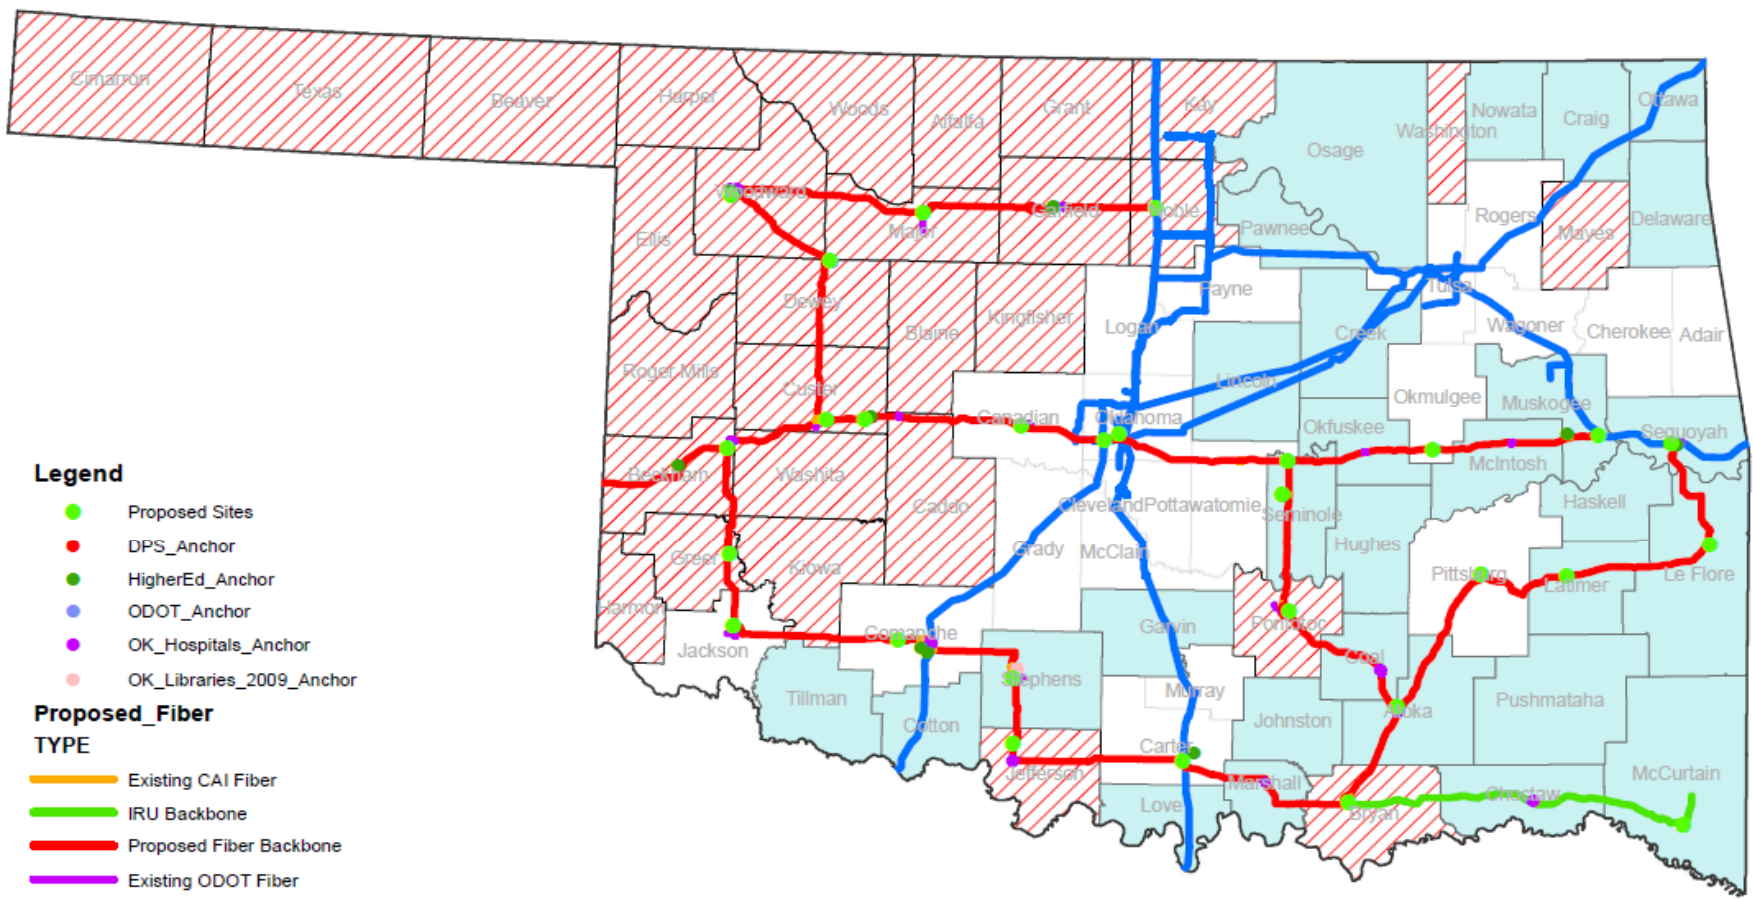 Cimarron
Texas
Beaver
Harper
Woods
Alfalfa
Grant
Kay
Osage
Washington
Nowata
Craig
Ottawa
Woodward
Ellis
Major
Garfield
Noble
Pawnee
Rogers
Mayes
Delaware
Dewey
Blaine
Kingfisher
Logan
Payne
Creek
Tulsa
Wagoner
Cherokee
Adair
Roger Mills
Custer
Canadian
Oklahoma
Lincoln
Okfuskee
Okmulgee
Muskogee
Sequoyah
McIntosh
Beckham
Washita
Caddo
Grady
Cleveland
Pottawatomie
McClain
Seminole
Hughes
Haskell
Pittsburg
Latimer
Le Flore
Greer
Kiowa
Harmon
Jackson
Comanche
Tillman
Cotton
Stephens
Garvin
Murray
Pontotoc
Coal
Johnston
Atoka
Pushmataha
McCurtain
Jefferson
Carter
Love
Marshall
Bryan
Choctaw
Legend
Proposed Sites
DPS_Anchor
HigherEd_Anchor
ODOT_Anchor
OK_Hospitals_Anchor
OK_Libraries_2009_Anchor
Proposed_Fiber
TYPE
Existing CAI Fiber
IRU Backbone
Proposed Fiber Backbone
Existing ODOT Fiber